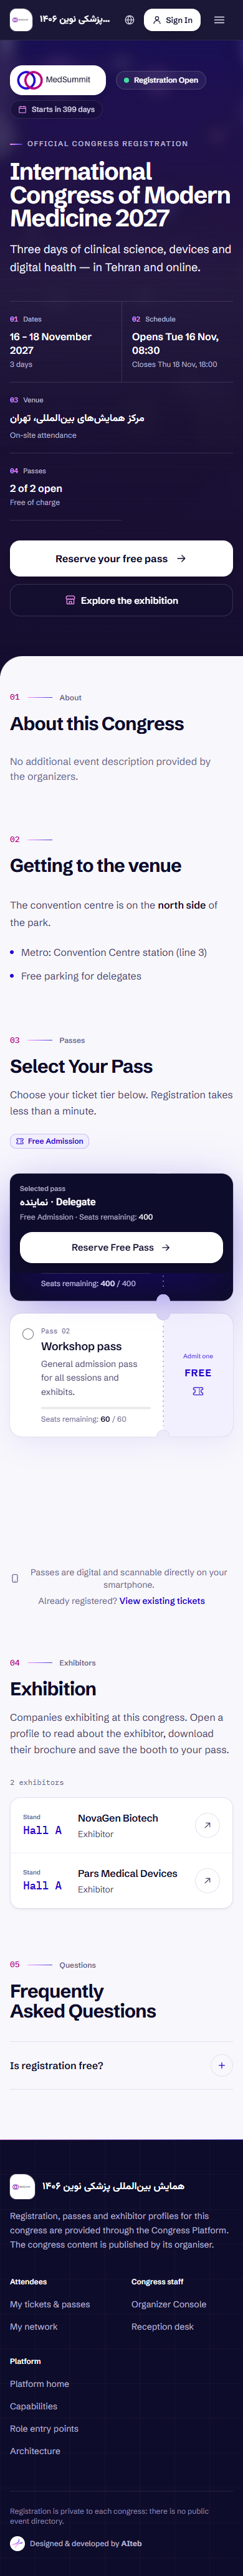 ...پزشکی نوین ۱۴۰۶
Sign In
MedSummit
Registration Open
Starts in 399 days
OFFICIAL CONGRESS REGISTRATION
International
Congress of Modern
Medicine 2027
Three days of clinical science, devices and
digital health — in Tehran and online.
01 Dates
16 – 18 November
2027
3 days
02 Schedule
Opens Tue 16 Nov,
08:30
Closes Thu 18 Nov, 18:00
03 Venue
مرکز همایش‌های بین‌المللی، تهران
On-site attendance
04 Passes
2 of 2 open
Free of charge
Reserve your free pass
Explore the exhibition
01 About
About this Congress
No additional event description provided by
the organizers.
02
Getting to the venue
The convention centre is on the north side of
the park.
Metro: Convention Centre station (line 3)
Free parking for delegates
03 Passes
Select Your Pass
Choose your ticket tier below. Registration takes
less than a minute.
Free Admission
Selected pass
نماینده · Delegate
Free Admission · Seats remaining: 400
Reserve Free Pass
Seats remaining: 400 / 400
Pass 02
Workshop pass
General admission pass
for all sessions and
exhibits.
Seats remaining: 60 / 60
Admit one
FREE
Passes are digital and scannable directly on your
smartphone.
Already registered? View existing tickets
04 Exhibitors
Exhibition
Companies exhibiting at this congress. Open a
profile to read about the exhibitor, download
their brochure and save the booth to your pass.
2 exhibitors
Stand
Hall A
NovaGen Biotech
Exhibitor
Stand
Hall A
Pars Medical Devices
Exhibitor
05 Questions
Frequently
Asked Questions
Is registration free?
همایش بین‌المللی پزشکی نوین ۱۴۰۶
Registration, passes and exhibitor profiles for this
congress are provided through the Congress Platform.
The congress content is published by its organiser.
Attendees
My tickets & passes
My network
Congress staff
Organizer Console
Reception desk
Platform
Platform home
Capabilities
Role entry points
Architecture
Registration is private to each congress: there is no public
event directory.
Designed & developed by AIteb